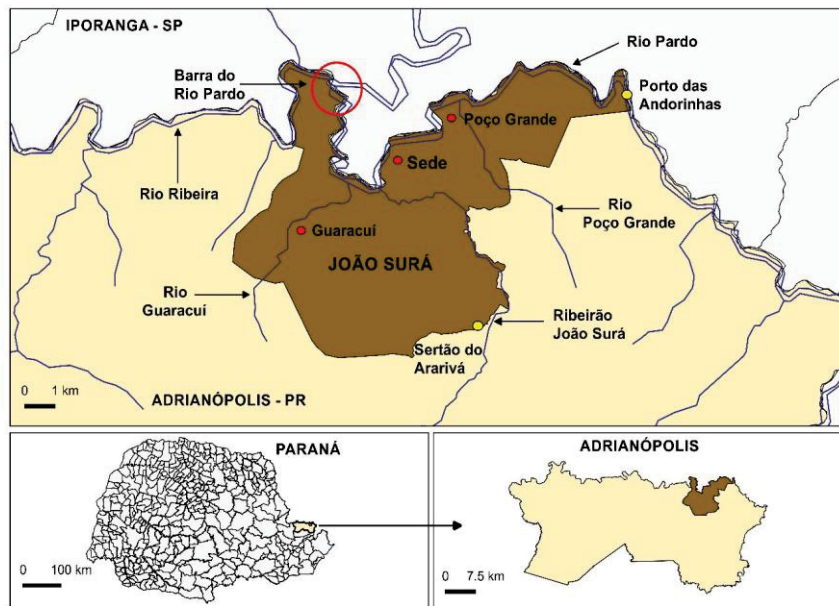 IPORANGA - SP
Rio Pardo
Barra do
Rio Pardo
Porto das
Andorinhas
Poço Grande
Sede
Rio Ribeira
Rio
Poço Grande
Guaracuí
JOÃO SURÁ
Rio
Guaracuí
Ribeirão
João Surá
Sertão do
Ararivá
0 1 km
ADRIANÓPOLIS - PR
PARANÁ
0 100 km
ADRIANÓPOLIS
0 7.5 km